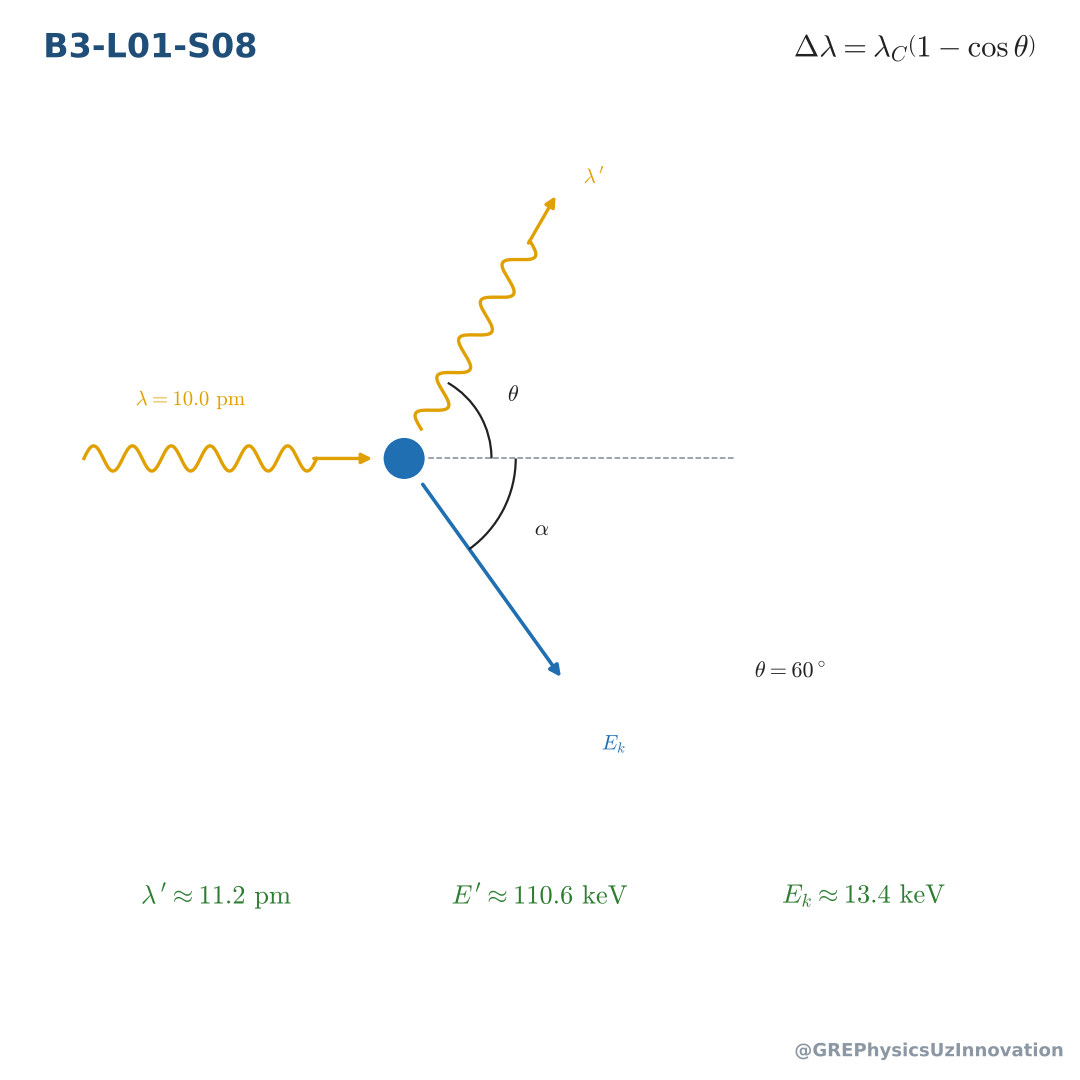 B3-L01-S08
Δλ = λ_C(1 − cos θ)
λ′
λ = 10.0 pm
θ
α
θ = 60°
E_k
λ′ ≈ 11.2 pm
E′ ≈ 110.6 keV
E_k ≈ 13.4 keV
@GREPhysicsUzInnovation